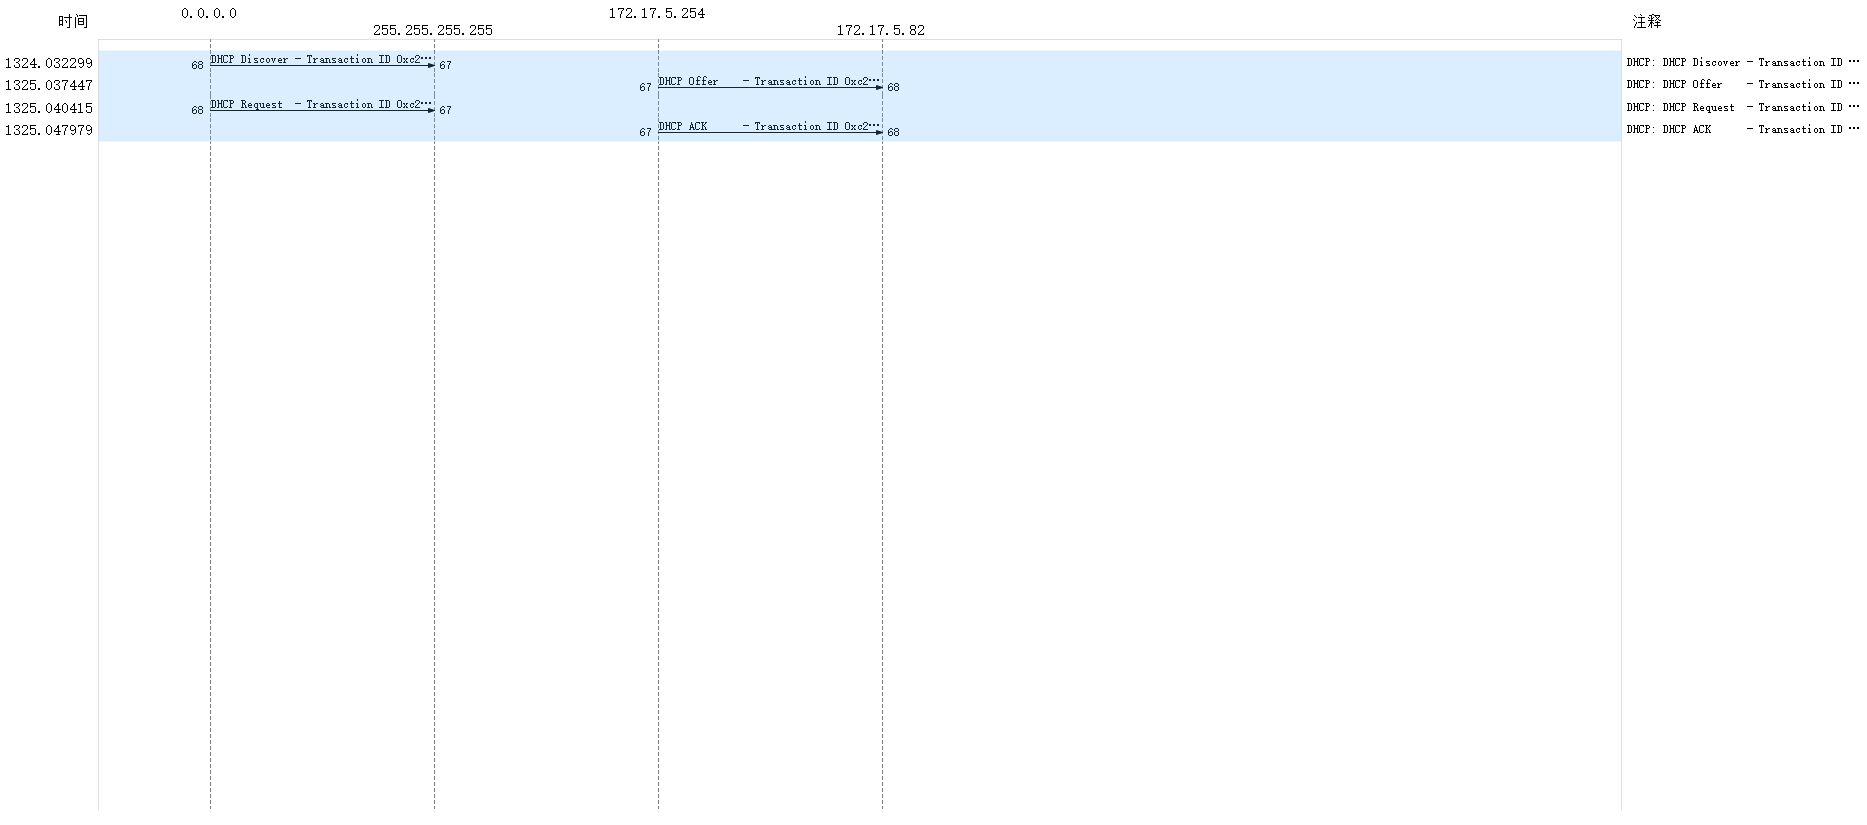 时间 0.0.0.0 255.255.255.255 172.17.5.254 172.17.5.82 注释
1324.032299 68 DHCP Discover - Transaction ID 0xc2… 67 DHCP: DHCP Discover - Transaction ID …
1325.037447 67 DHCP Offer - Transaction ID 0xc2… 68 DHCP: DHCP Offer - Transaction ID …
1325.040415 68 DHCP Request - Transaction ID 0xc2… 67 DHCP: DHCP Request - Transaction ID …
1325.047979 67 DHCP ACK - Transaction ID 0xc2… 68 DHCP: DHCP ACK - Transaction ID …